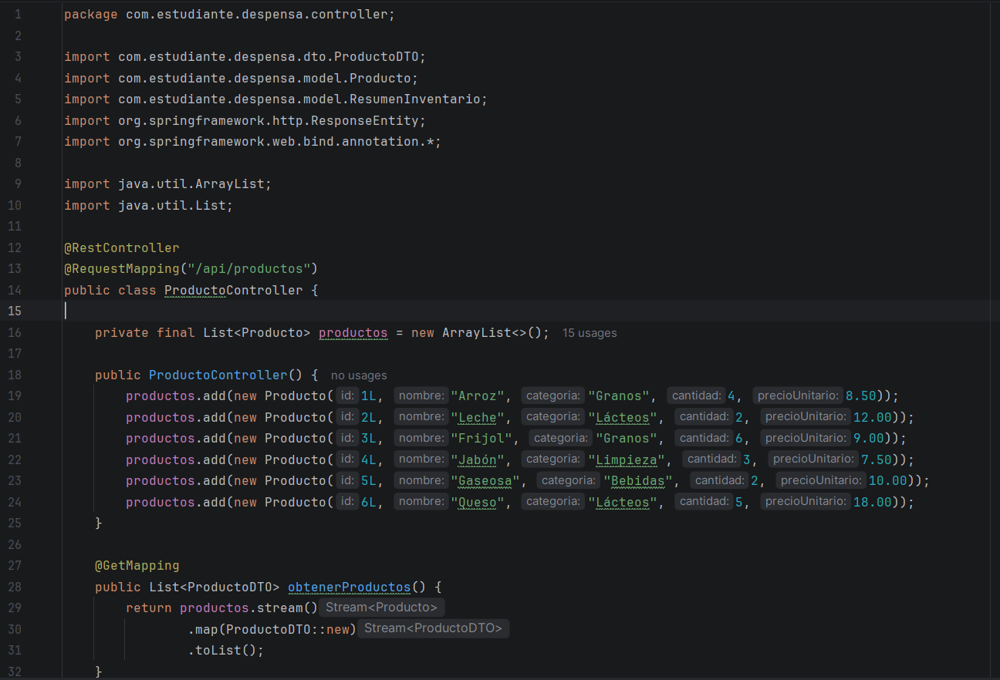 1 package com.estudiante.despensa.controller;
2
3 import com.estudiante.despensa.dto.ProductoDTO;
4 import com.estudiante.despensa.model.Producto;
5 import com.estudiante.despensa.model.ResumenInventario;
6 import org.springframework.http.ResponseEntity;
7 import org.springframework.web.bind.annotation.*;
8
9 import java.util.ArrayList;
10 import java.util.List;
11
12 @RestController
13 @RequestMapping("/api/productos")
14 public class ProductoController {
15
16 private final List<Producto> productos = new ArrayList<>(); 15 usages
17
18 public ProductoController() { no usages
19 productos.add(new Producto( id: 1L, nombre: "Arroz", categoria: "Granos", cantidad: 4, precioUnitario: 8.50));
20 productos.add(new Producto( id: 2L, nombre: "Leche", categoria: "Lácteos", cantidad: 2, precioUnitario: 12.00));
21 productos.add(new Producto( id: 3L, nombre: "Frijol", categoria: "Granos", cantidad: 6, precioUnitario: 9.00));
22 productos.add(new Producto( id: 4L, nombre: "Jabón", categoria: "Limpieza", cantidad: 3, precioUnitario: 7.50));
23 productos.add(new Producto( id: 5L, nombre: "Gaseosa", categoria: "Bebidas", cantidad: 2, precioUnitario: 10.00));
24 productos.add(new Producto( id: 6L, nombre: "Queso", categoria: "Lácteos", cantidad: 5, precioUnitario: 18.00));
25 }
26
27 @GetMapping
28 public List<ProductoDTO> obtenerProductos() {
29 return productos.stream() Stream<Producto>
30 .map(ProductoDTO::new) Stream<ProductoDTO>
31 .toList();
32 }